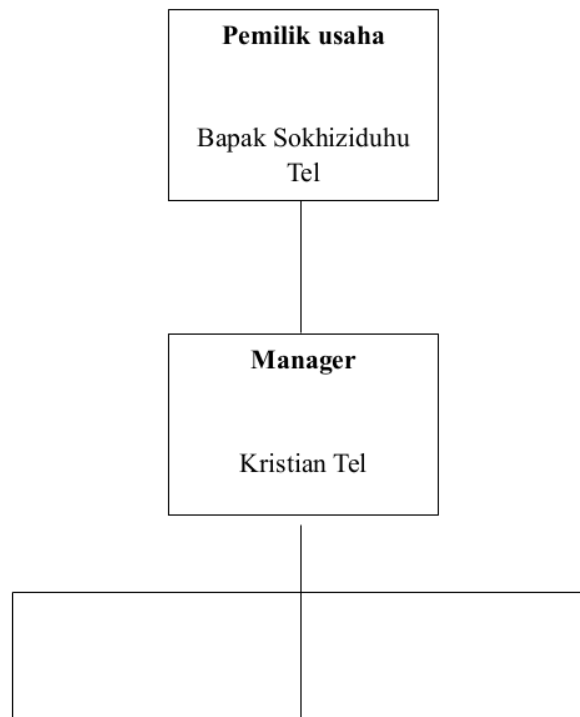 Pemilik usaha
Bapak Sokhiziduhu
Tel
Manager
Kristian Tel